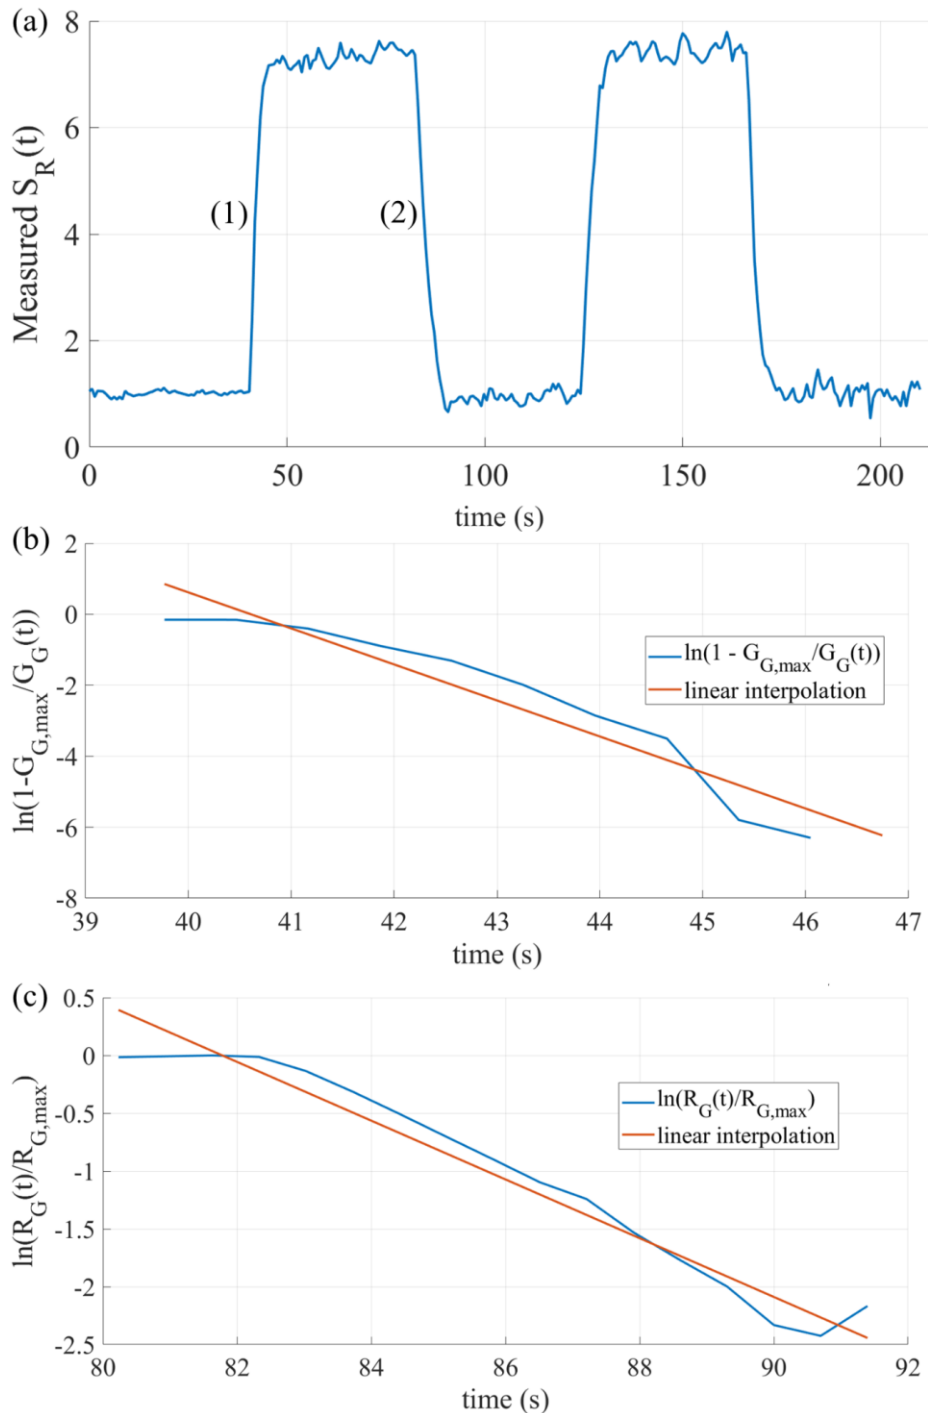 (a)
8
6
4
2
0
Measured S_R(t)
(1)
(2)
0 50 100 150 200
time (s)
(b)
2
0
-2
-4
-6
-8
ln(1-G_G,max/G_G(t))
ln(1 - G_G,max/G_G(t))
linear interpolation
39 40 41 42 43 44 45 46 47
time (s)
(c)
0.5
0
-0.5
-1
-1.5
-2
-2.5
ln(R_G(t)/R_G,max)
ln(R_G(t)/R_G,max)
linear interpolation
80 82 84 86 88 90 92
time (s)